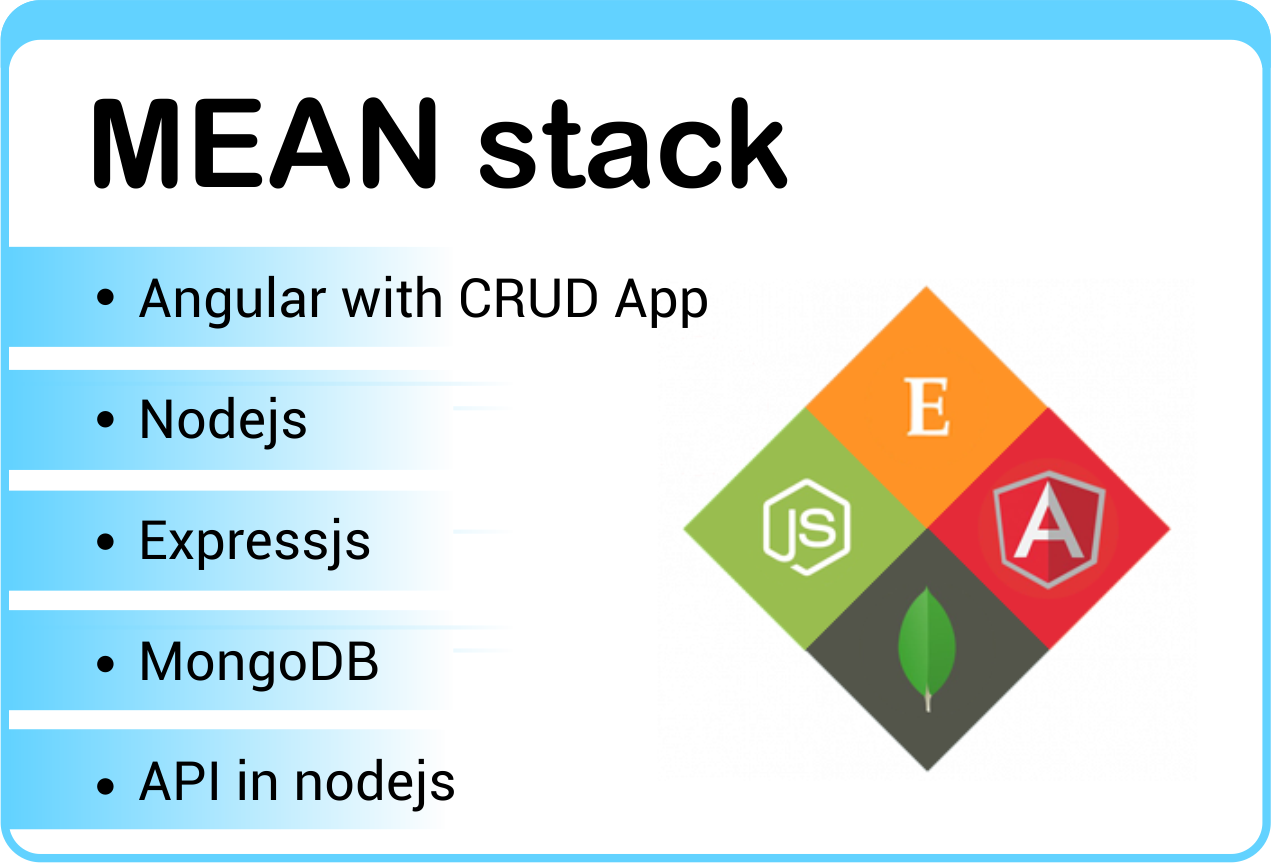 MEAN stack
• Angular with CRUD App
• Nodejs
• Expressjs
• MongoDB
• API in nodejs
E
JS
A